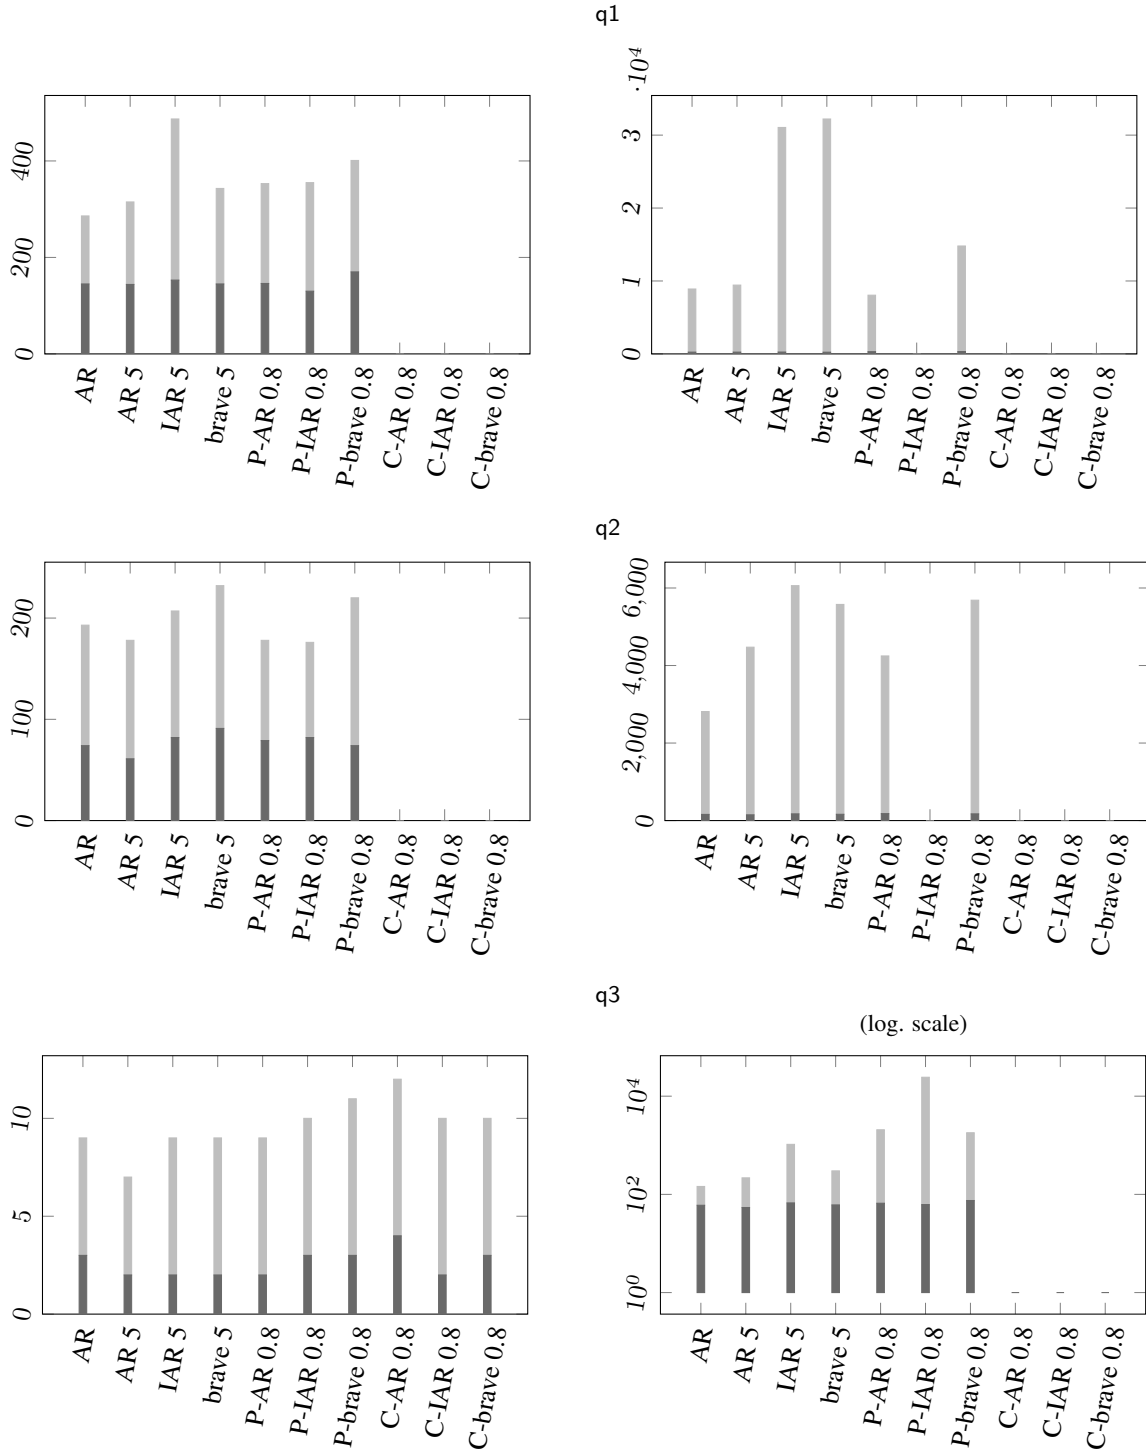 q1
·10⁴
400
200
0
AR
AR 5
IAR 5
brave 5
P-AR 0.8
P-IAR 0.8
P-brave 0.8
C-AR 0.8
C-IAR 0.8
C-brave 0.8
3
2
1
0
AR
AR 5
IAR 5
brave 5
P-AR 0.8
P-IAR 0.8
P-brave 0.8
C-AR 0.8
C-IAR 0.8
C-brave 0.8
q2
200
100
0
AR
AR 5
IAR 5
brave 5
P-AR 0.8
P-IAR 0.8
P-brave 0.8
C-AR 0.8
C-IAR 0.8
C-brave 0.8
6,000
4,000
2,000
0
AR
AR 5
IAR 5
brave 5
P-AR 0.8
P-IAR 0.8
P-brave 0.8
C-AR 0.8
C-IAR 0.8
C-brave 0.8
q3
10
5
0
AR
AR 5
IAR 5
brave 5
P-AR 0.8
P-IAR 0.8
P-brave 0.8
C-AR 0.8
C-IAR 0.8
C-brave 0.8
(log. scale)
10⁴
10²
10⁰
AR
AR 5
IAR 5
brave 5
P-AR 0.8
P-IAR 0.8
P-brave 0.8
C-AR 0.8
C-IAR 0.8
C-brave 0.8